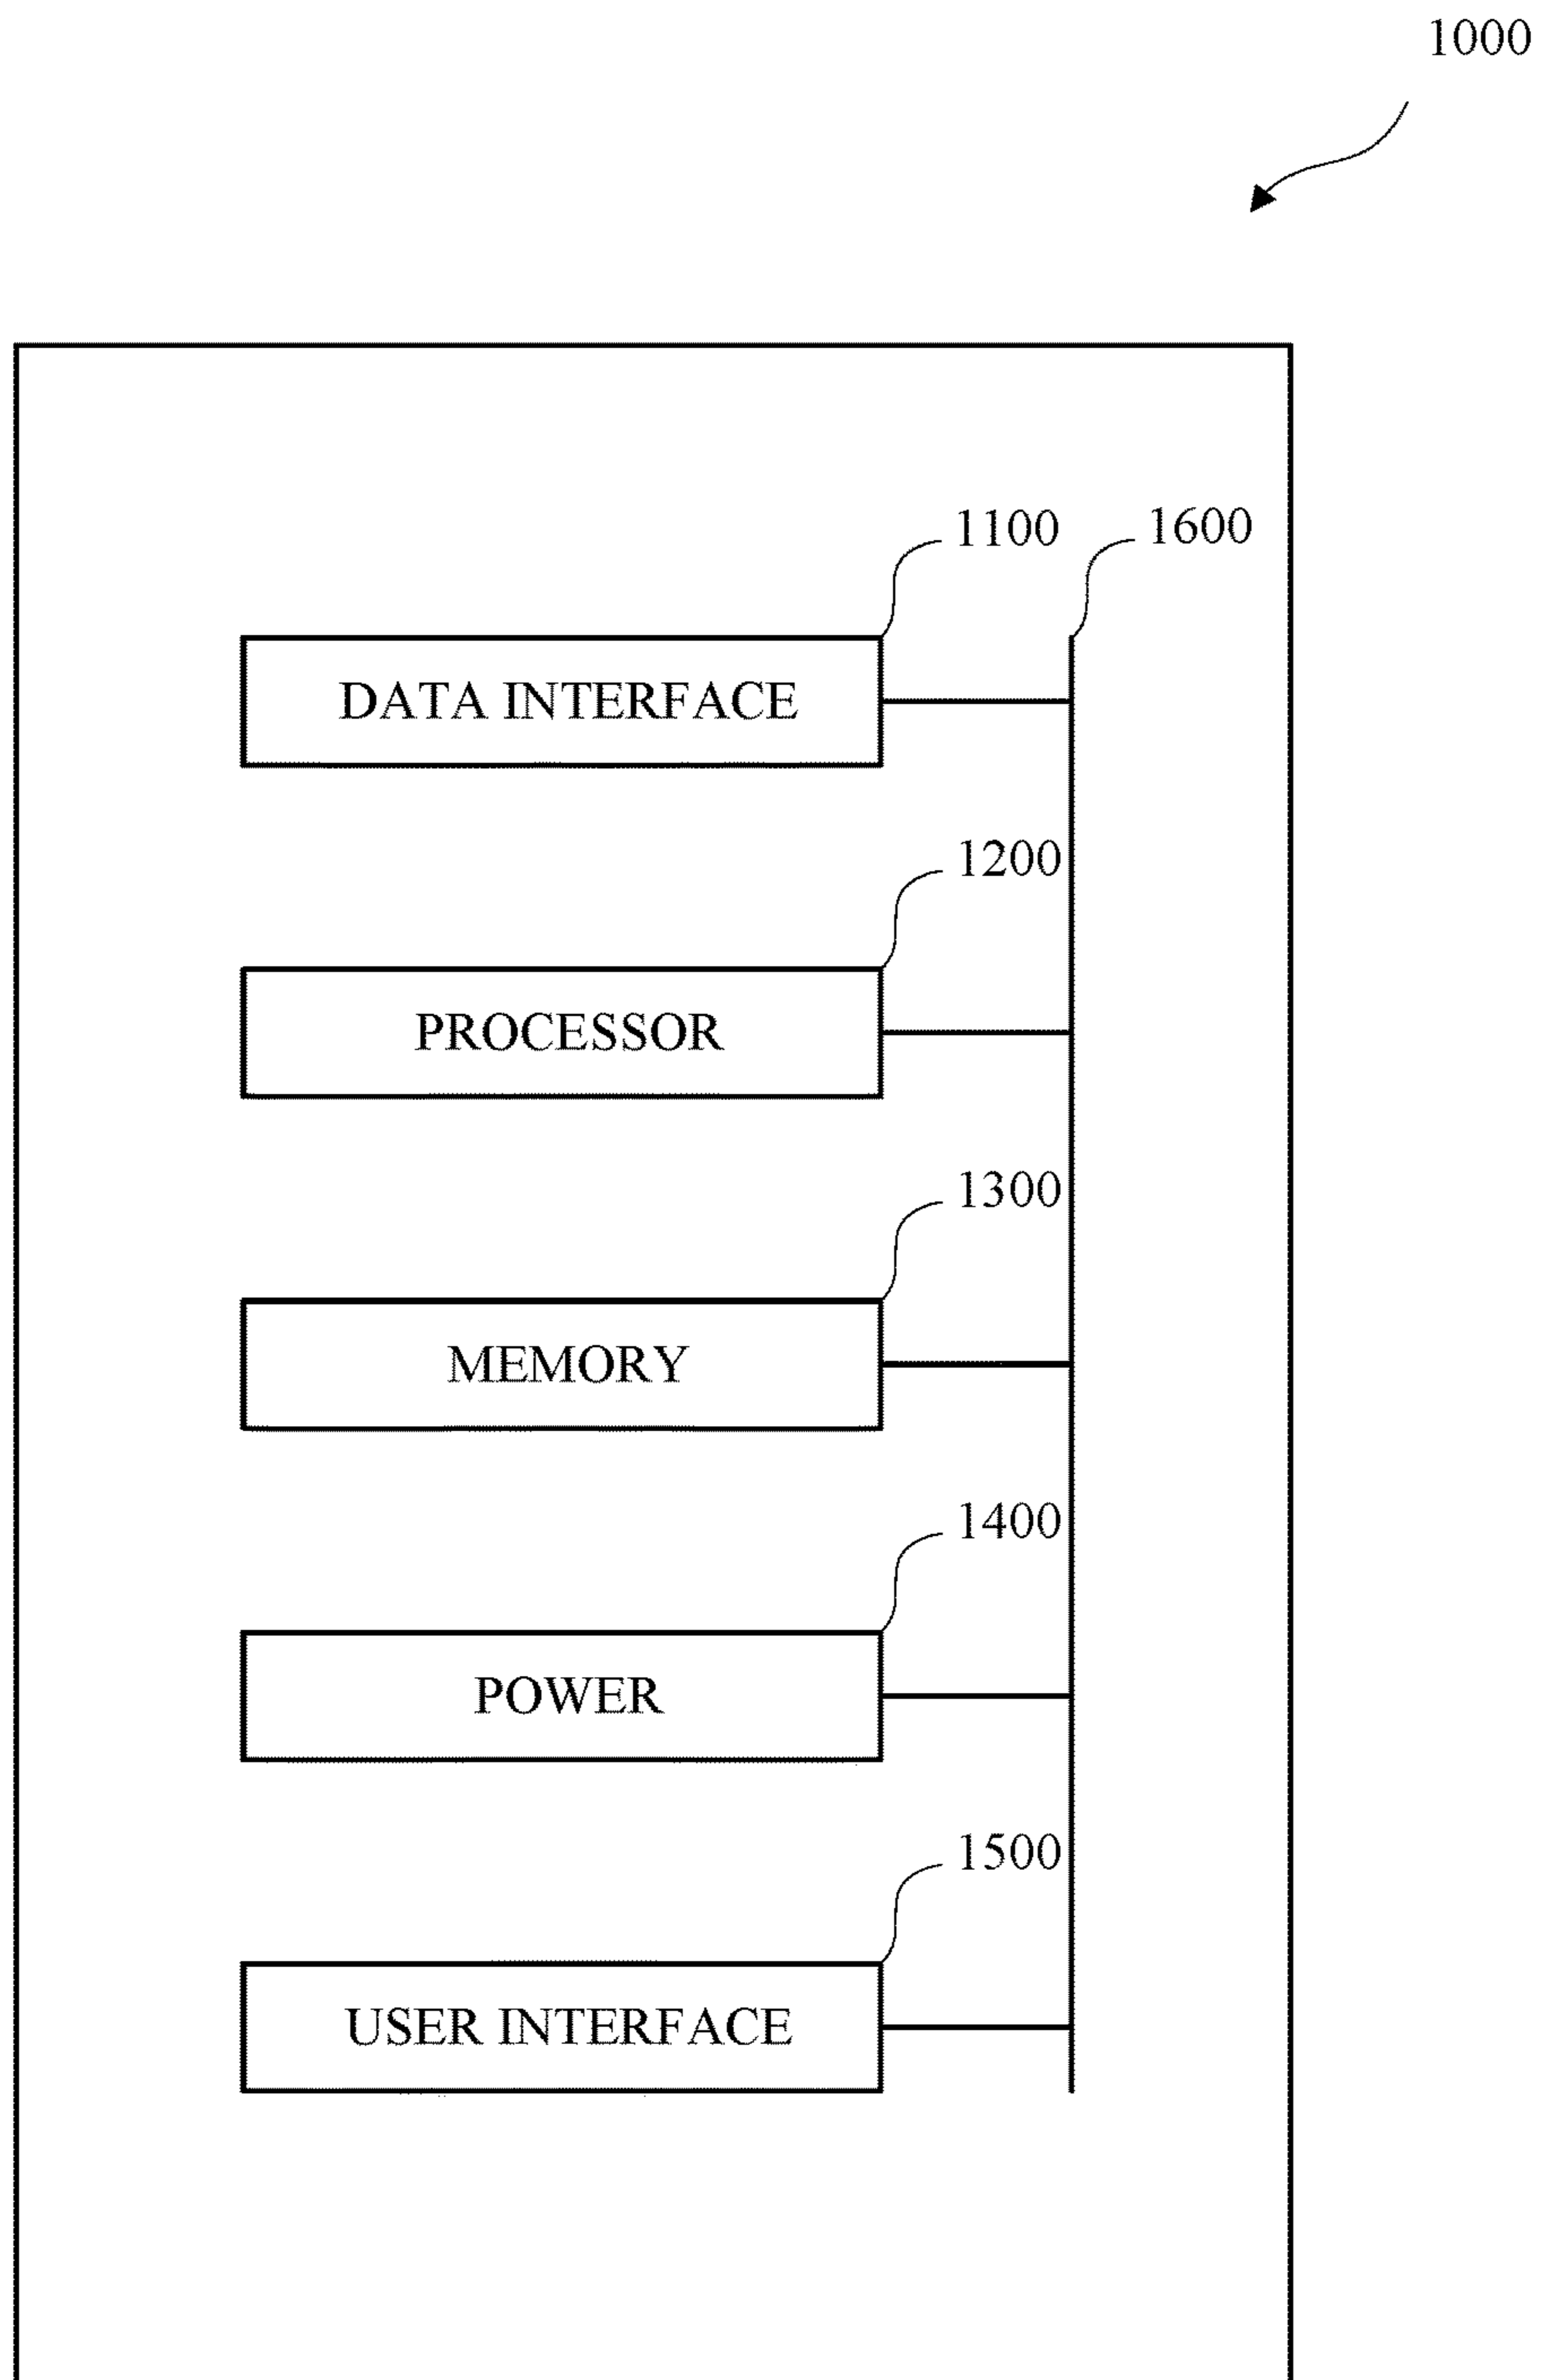 1000
1100 1600
DATA INTERFACE
1200
PROCESSOR
1300
MEMORY
1400
POWER
1500
USER INTERFACE